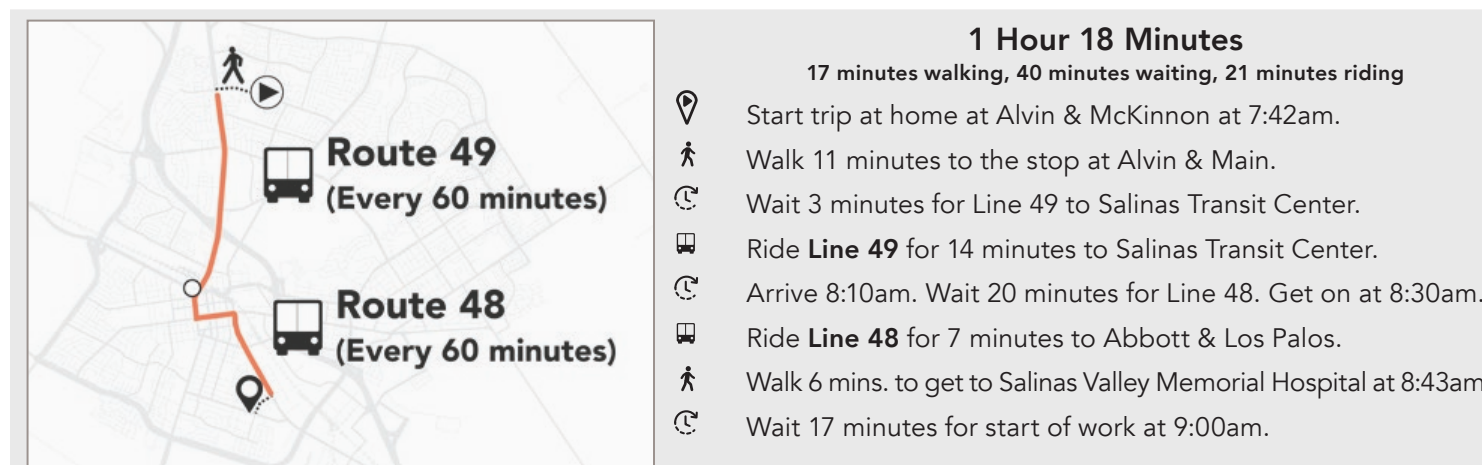 Route 49
(Every 60 minutes)
Route 48
(Every 60 minutes)
1 Hour 18 Minutes
17 minutes walking, 40 minutes waiting, 21 minutes riding
Start trip at home at Alvin & McKinnon at 7:42am.
Walk 11 minutes to the stop at Alvin & Main.
Wait 3 minutes for Line 49 to Salinas Transit Center.
Ride Line 49 for 14 minutes to Salinas Transit Center.
Arrive 8:10am. Wait 20 minutes for Line 48. Get on at 8:30am.
Ride Line 48 for 7 minutes to Abbott & Los Palos.
Walk 6 mins. to get to Salinas Valley Memorial Hospital at 8:43am
Wait 17 minutes for start of work at 9:00am.